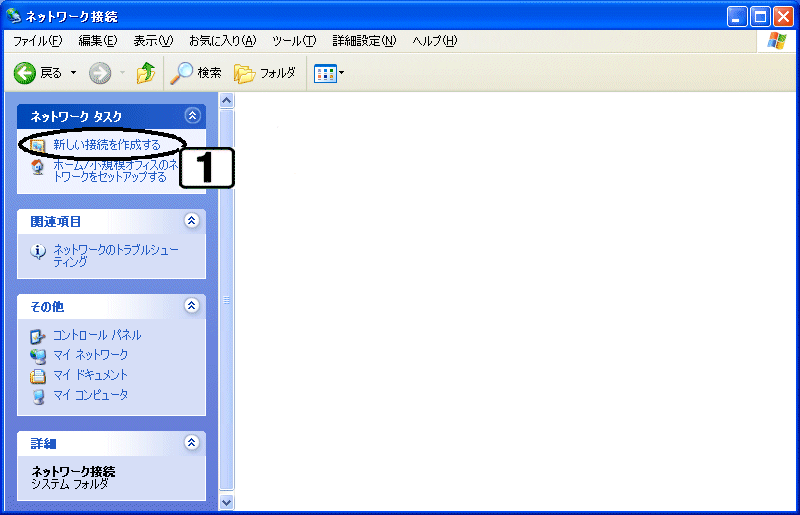 ネットワーク接続
ファイル(F) 編集(E) 表示(V) お気に入り(A) ツール(T) 詳細設定(N) ヘルプ(H)
戻る 検索 フォルダ
ネットワーク タスク
新しい接続を作成する
ホーム/小規模オフィスのネ
トワークをセットアップする
1
関連項目
ネットワークのトラブルシュー
ティング
その他
コントロール パネル
マイ ネットワーク
マイ ドキュメント
マイ コンピュータ
詳細
ネットワーク接続
システム フォルダ